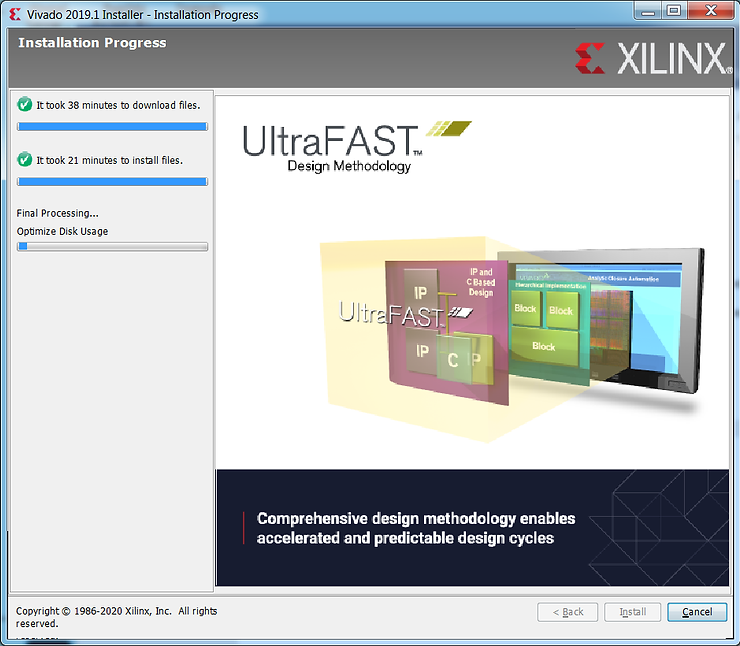 Vivado 2019.1 Installer - Installation Progress
Installation Progress
XILINX®
It took 38 minutes to download files.
It took 21 minutes to install files.
Final Processing...
Optimize Disk Usage
UltraFAST™
Design Methodology
IP and
C Based
Design
IP
UltraFAST
IP
C
P
Analytic Closure Automation
Hierarchical Implementation
Block
Block
Block
Comprehensive design methodology enables
accelerated and predictable design cycles
Copyright © 1986-2020 Xilinx, Inc. All rights
reserved.
< Back
Install
Cancel